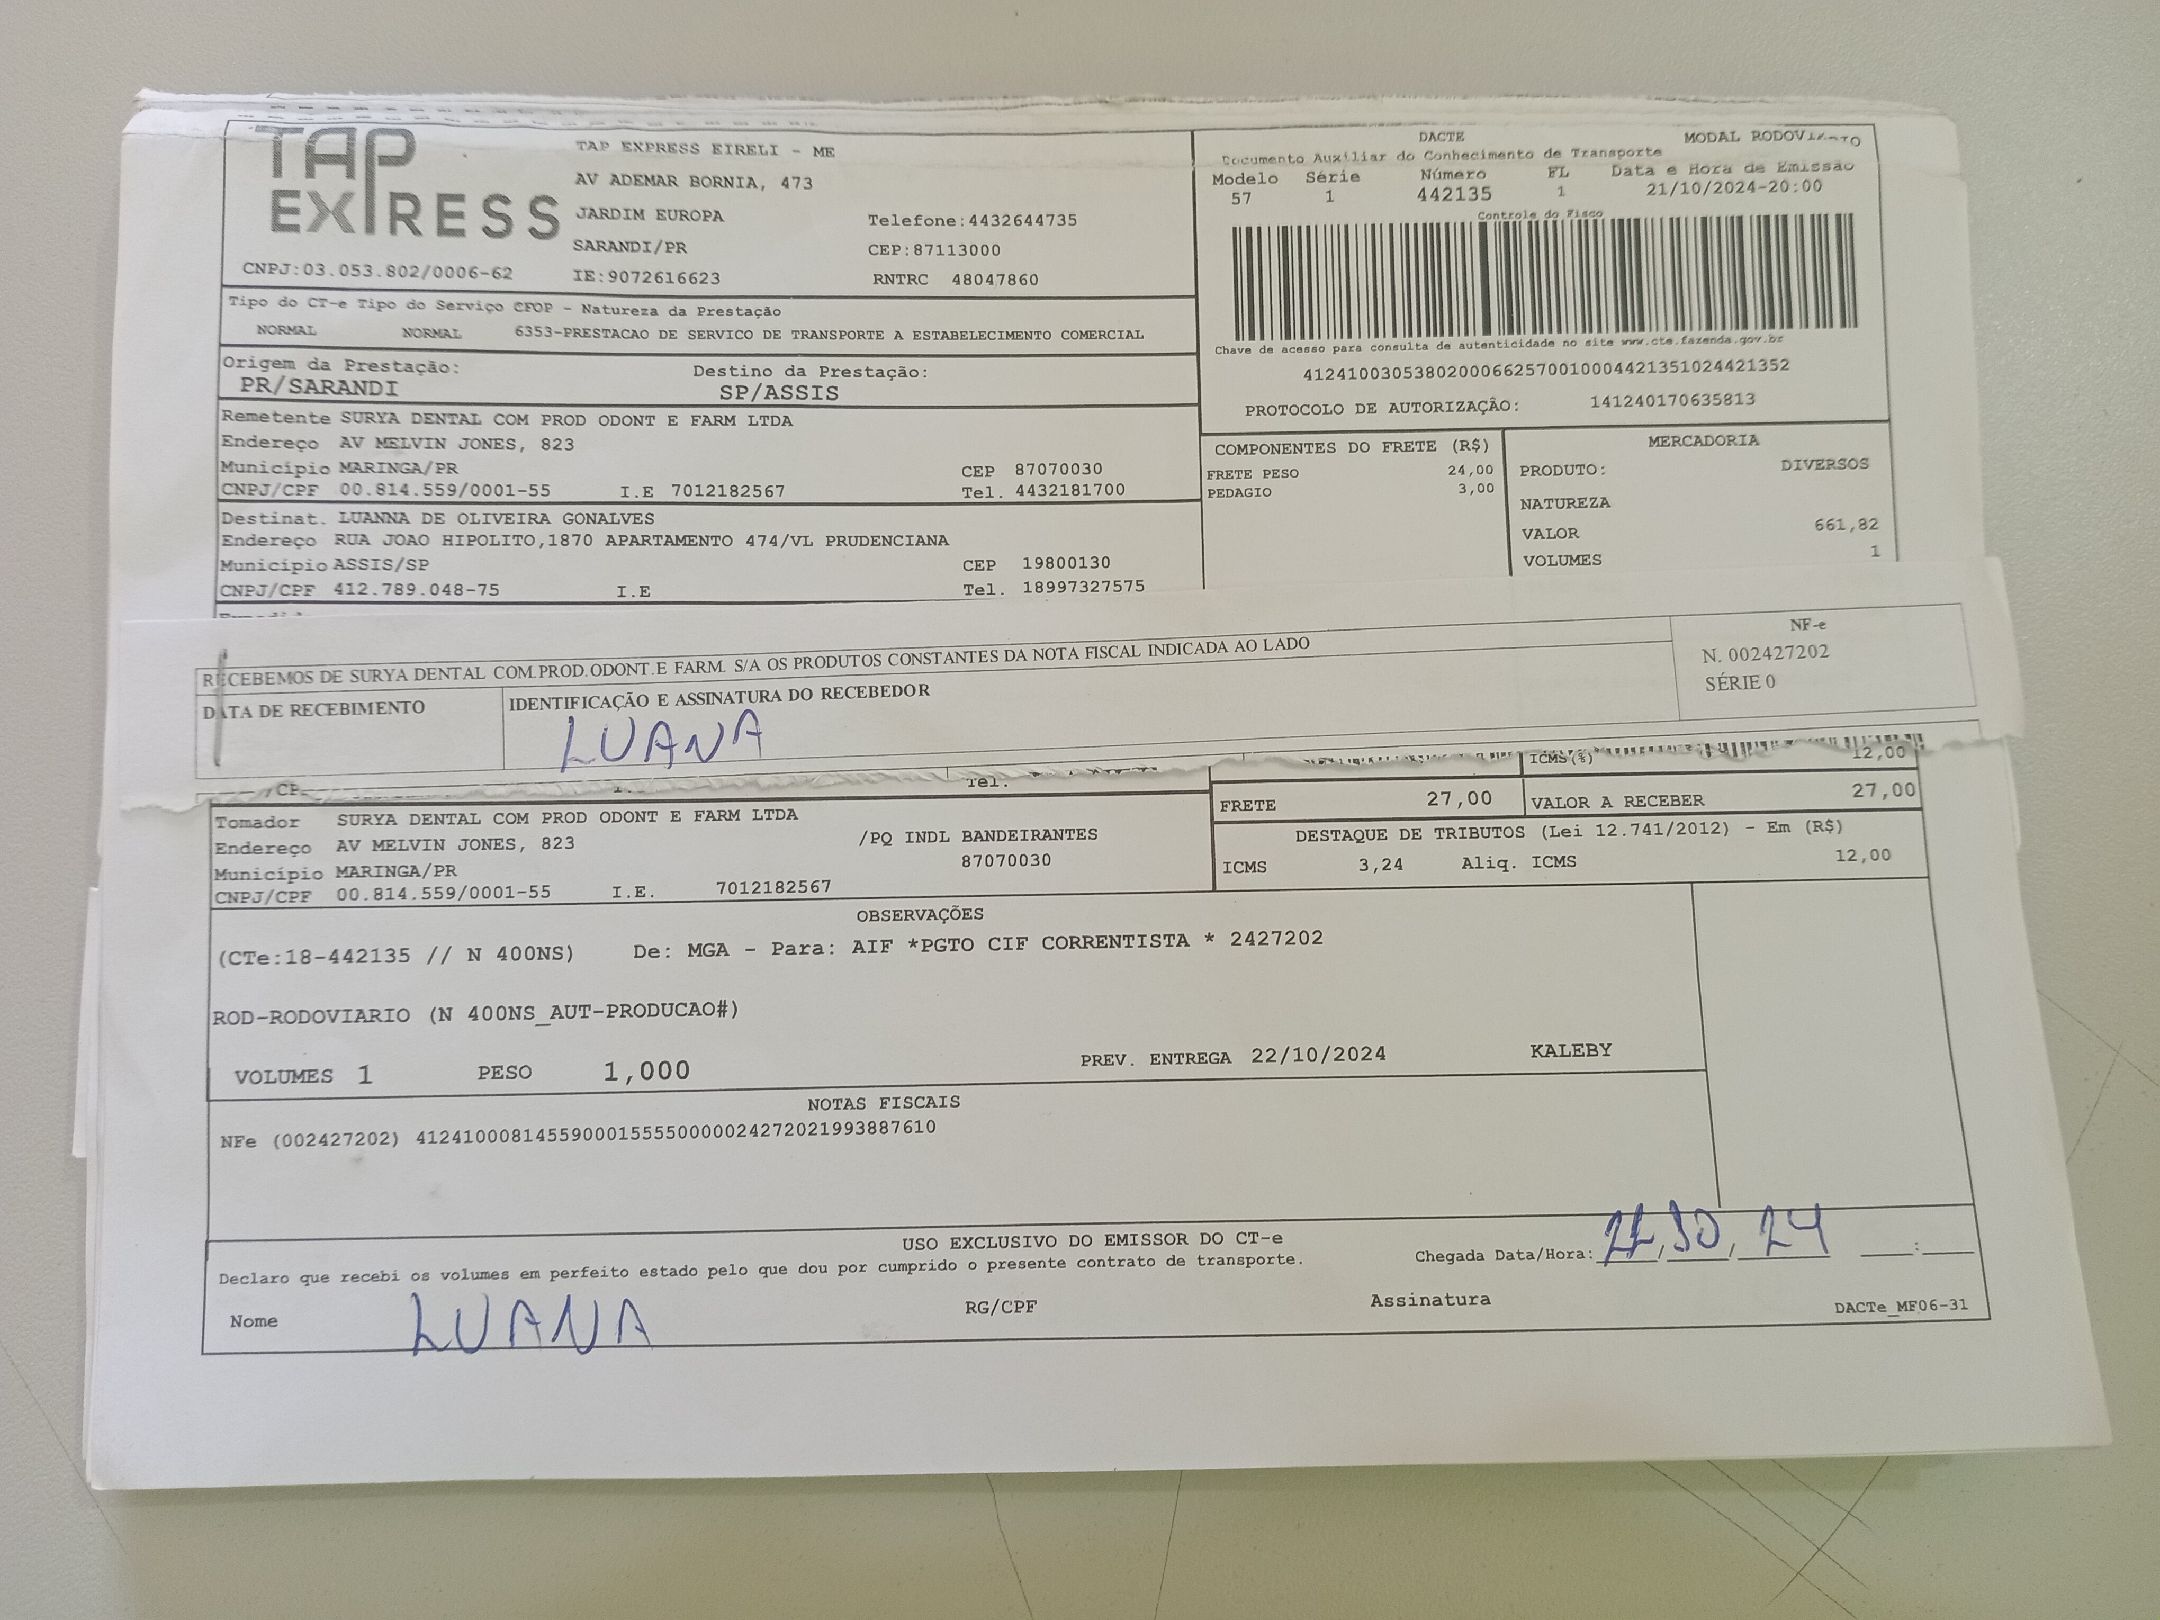 TAP EXPRESS
TAP EXPRESS EIRELI - ME
AV ADEMAR BORNIA, 473
JARDIM EUROPA Telefone:4432644735
SARANDI/PR CEP:87113000
CNPJ:03.053.802/0006-62 IE:9072616623 RNTRC 48047860
DACTE MODAL
Documento Auxiliar do Conhecimento de Transporte
Modelo Série Número FL Data e Hora de Emissão
57 1 442135 1 21/10/2024-20:00
Controle do Fisco
Chave de acesso para consulta de autenticidade no site www.cte.fazenda.gov.br
41241003053802000662570010004421351024421352
PROTOCOLO DE AUTORIZAÇÃO: 141240170635813
Tipo do CT-e Tipo do Serviço CFOP - Natureza da Prestação
NORMAL NORMAL 6353-PRESTACAO DE SERVICO DE TRANSPORTE A ESTABELECIMENTO COMERCIAL
Origem da Prestação: Destino da Prestação:
PR/SARANDI SP/ASSIS
Remetente SURYA DENTAL COM PROD ODONT E FARM LTDA
Endereço AV MELVIN JONES, 823
Município MARINGA/PR CEP 87070030
CNPJ/CPF 00.814.559/0001-55 I.E 7012182567 Tel. 4432181700
Destinat. LUANNA DE OLIVEIRA GONALVES
Endereço RUA JOAO HIPOLITO,1870 APARTAMENTO 474/VL PRUDENCIANA
Município ASSIS/SP CEP 19800130
CNPJ/CPF 412.789.048-75 I.E Tel. 18997327575
COMPONENTES DO FRETE (R$)
FRETE PESO 24,00
PEDAGIO 3,00
MERCADORIA
PRODUTO: DIVERSOS
NATUREZA
VALOR 661,82
VOLUMES 1
RECEBEMOS DE SURYA DENTAL COM.PROD.ODONT.E FARM. S/A OS PRODUTOS CONSTANTES DA NOTA FISCAL INDICADA AO LADO
DATA DE RECEBIMENTO IDENTIFICAÇÃO E ASSINATURA DO RECEBEDOR
LUANA
NF-e
N. 002427202
SÉRIE 0
Tel.
ICMS(%) 12,00
FRETE 27,00 VALOR A RECEBER 27,00
Tomador SURYA DENTAL COM PROD ODONT E FARM LTDA
Endereço AV MELVIN JONES, 823 /PQ INDL BANDEIRANTES
Município MARINGA/PR 87070030
CNPJ/CPF 00.814.559/0001-55 I.E. 7012182567
DESTAQUE DE TRIBUTOS (Lei 12.741/2012) - Em (R$)
ICMS 3,24 Aliq. ICMS 12,00
OBSERVAÇÕES
(CTe:18-442135 // N 400NS) De: MGA - Para: AIF *PGTO CIF CORRENTISTA * 2427202
ROD-RODOVIARIO (N 400NS_AUT-PRODUCAO#)
VOLUMES 1 PESO 1,000 PREV. ENTREGA 22/10/2024 KALEBY
NOTAS FISCAIS
NFe (002427202) 41241000814559000155550000024272021993887610
USO EXCLUSIVO DO EMISSOR DO CT-e
Declaro que recebi os volumes em perfeito estado pelo que dou por cumprido o presente contrato de transporte. Chegada Data/Hora: 24
Nome LUANA RG/CPF Assinatura DACTe_MF06-31